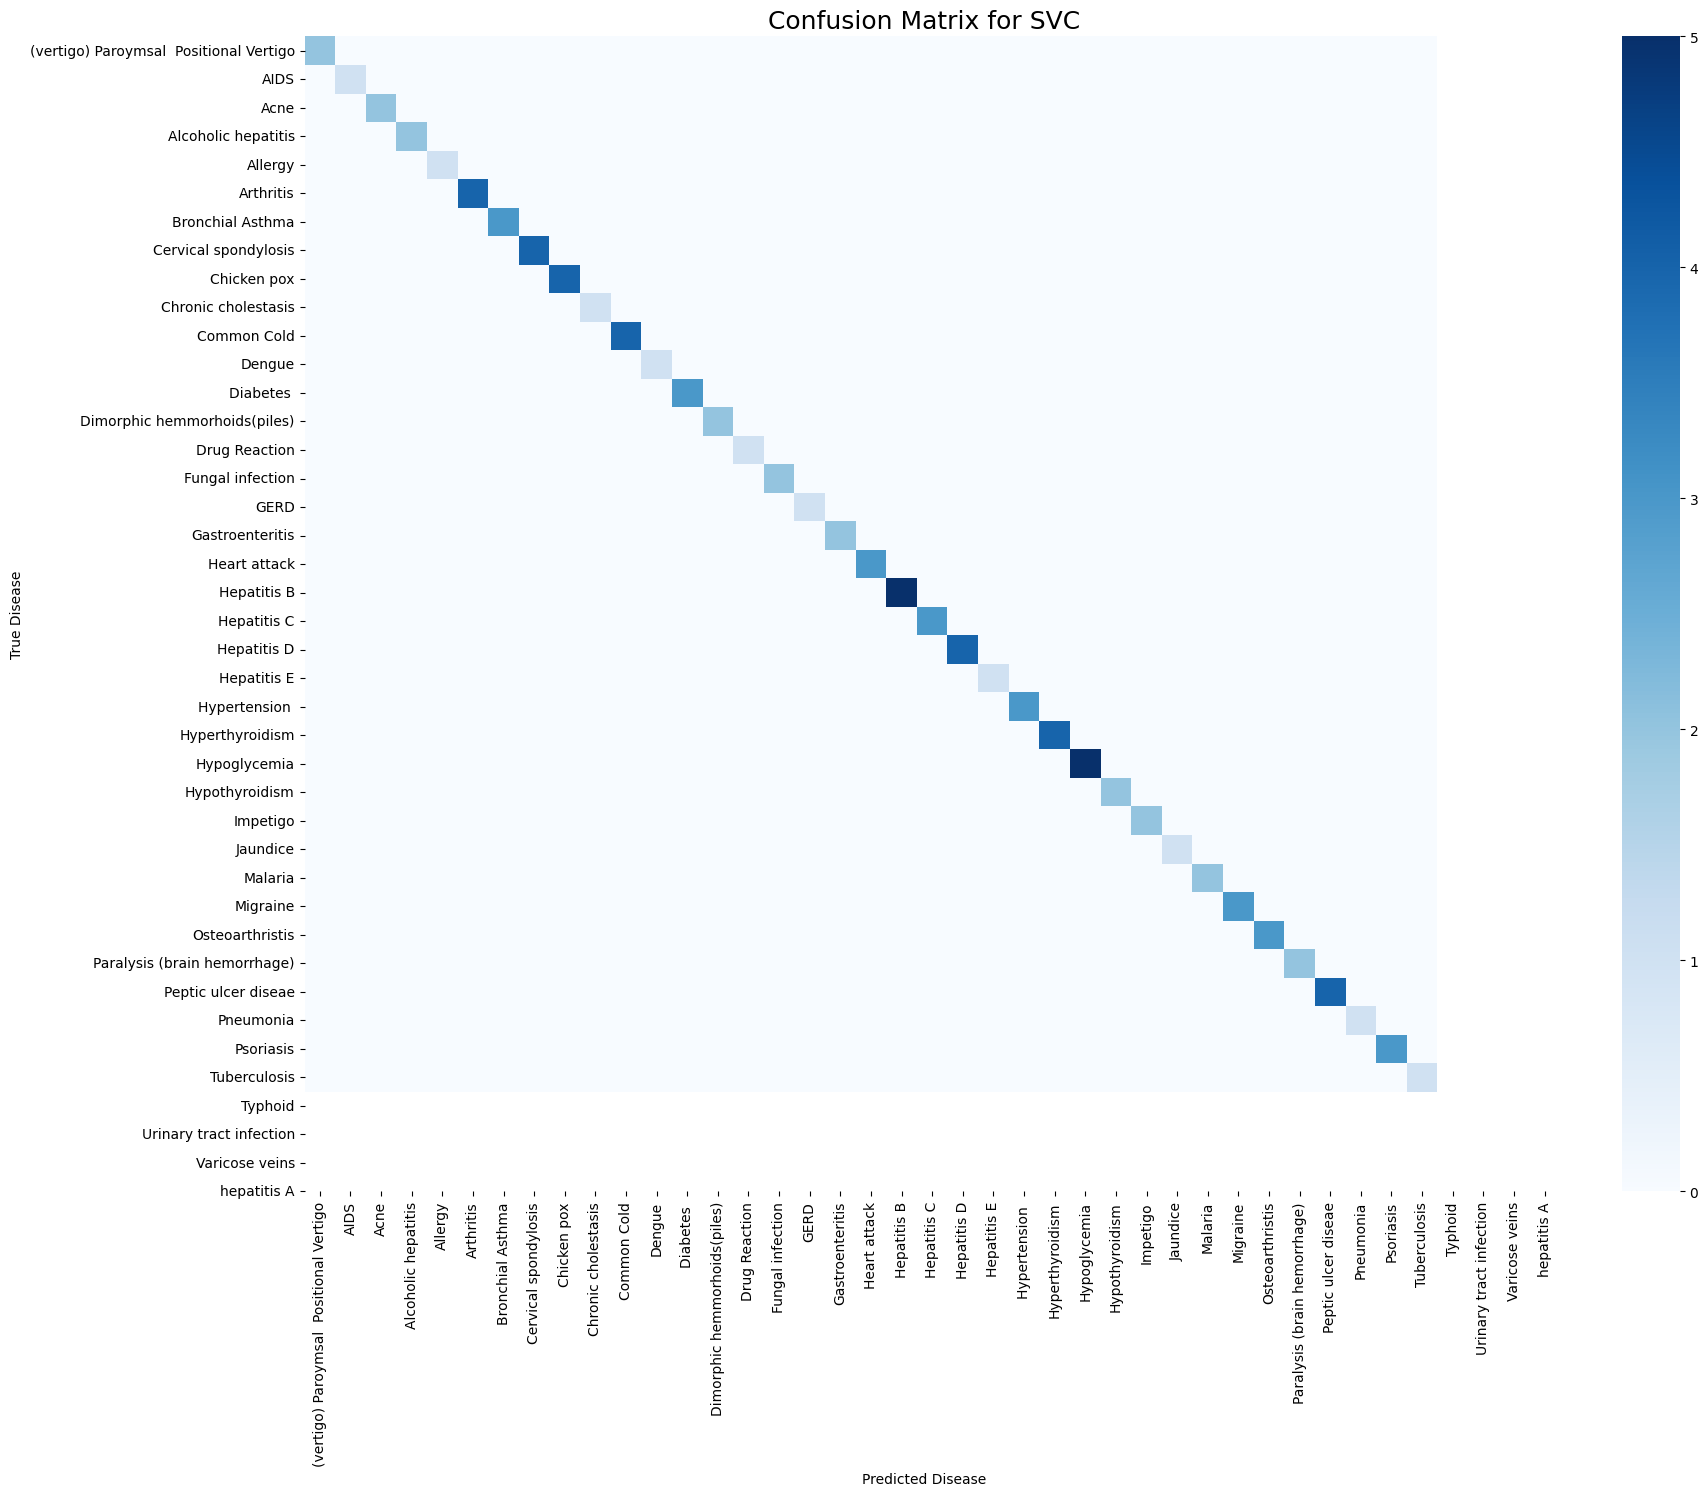 Confusion Matrix for SVC
True Disease
(vertigo) Paroymsal  Positional Vertigo
AIDS
Acne
Alcoholic hepatitis
Allergy
Arthritis
Bronchial Asthma
Cervical spondylosis
Chicken pox
Chronic cholestasis
Common Cold
Dengue
Diabetes
Dimorphic hemmorhoids(piles)
Drug Reaction
Fungal infection
GERD
Gastroenteritis
Heart attack
Hepatitis B
Hepatitis C
Hepatitis D
Hepatitis E
Hypertension
Hyperthyroidism
Hypoglycemia
Hypothyroidism
Impetigo
Jaundice
Malaria
Migraine
Osteoarthristis
Paralysis (brain hemorrhage)
Peptic ulcer diseae
Pneumonia
Psoriasis
Tuberculosis
Typhoid
Urinary tract infection
Varicose veins
hepatitis A
(vertigo) Paroymsal  Positional Vertigo
AIDS
Acne
Alcoholic hepatitis
Allergy
Arthritis
Bronchial Asthma
Cervical spondylosis
Chicken pox
Chronic cholestasis
Common Cold
Dengue
Diabetes
Dimorphic hemmorhoids(piles)
Drug Reaction
Fungal infection
GERD
Gastroenteritis
Heart attack
Hepatitis B
Hepatitis C
Hepatitis D
Hepatitis E
Hypertension
Hyperthyroidism
Hypoglycemia
Hypothyroidism
Impetigo
Jaundice
Malaria
Migraine
Osteoarthristis
Paralysis (brain hemorrhage)
Peptic ulcer diseae
Pneumonia
Psoriasis
Tuberculosis
Typhoid
Urinary tract infection
Varicose veins
hepatitis A
Predicted Disease
5
4
3
2
1
0